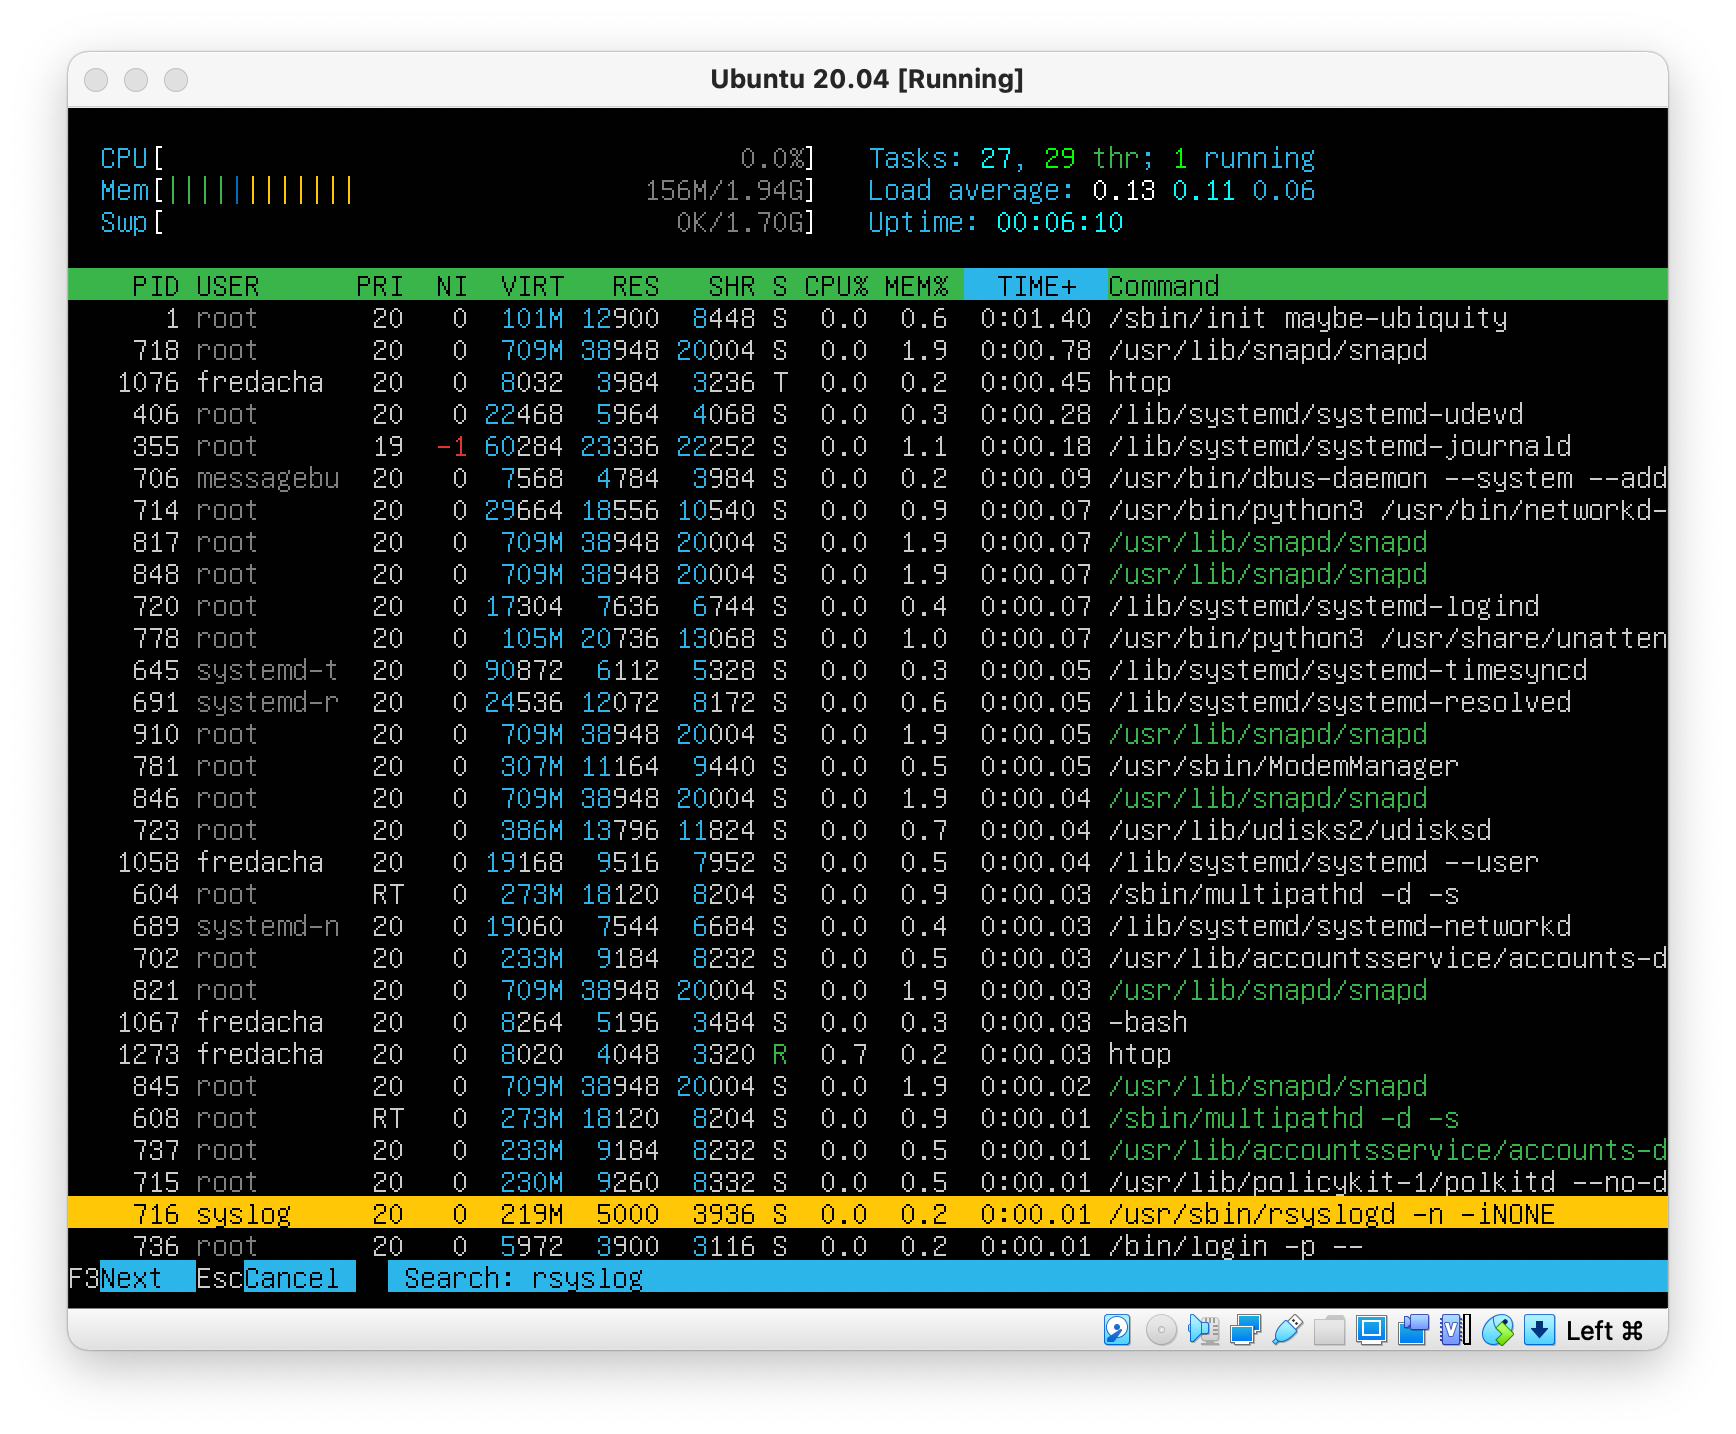 Ubuntu 20.04 [Running]
CPU[ 0.0%] Tasks: 27, 29 thr; 1 running
Mem[||||||||||||| 156M/1.94G] Load average: 0.13 0.11 0.06
Swp[ 0K/1.70G] Uptime: 00:06:10
PID USER PRI NI VIRT RES SHR S CPU% MEM% TIME+ Command
1 root 20 0 101M 12900 8448 S 0.0 0.6 0:01.40 /sbin/init maybe-ubiquity
718 root 20 0 709M 38948 20004 S 0.0 1.9 0:00.78 /usr/lib/snapd/snapd
1076 fredacha 20 0 8032 3984 3236 T 0.0 0.2 0:00.45 htop
406 root 20 0 22468 5964 4068 S 0.0 0.3 0:00.28 /lib/systemd/systemd-udevd
355 root 19 -1 60284 23336 22252 S 0.0 1.1 0:00.18 /lib/systemd/systemd-journald
706 messagebu 20 0 7568 4784 3984 S 0.0 0.2 0:00.09 /usr/bin/dbus-daemon --system --add
714 root 20 0 29664 18556 10540 S 0.0 0.9 0:00.07 /usr/bin/python3 /usr/bin/networkd-
817 root 20 0 709M 38948 20004 S 0.0 1.9 0:00.07 /usr/lib/snapd/snapd
848 root 20 0 709M 38948 20004 S 0.0 1.9 0:00.07 /usr/lib/snapd/snapd
720 root 20 0 17304 7636 6744 S 0.0 0.4 0:00.07 /lib/systemd/systemd-logind
778 root 20 0 105M 20736 13068 S 0.0 1.0 0:00.07 /usr/bin/python3 /usr/share/unatten
645 systemd-t 20 0 90872 6112 5328 S 0.0 0.3 0:00.05 /lib/systemd/systemd-timesyncd
691 systemd-r 20 0 24536 12072 8172 S 0.0 0.6 0:00.05 /lib/systemd/systemd-resolved
910 root 20 0 709M 38948 20004 S 0.0 1.9 0:00.05 /usr/lib/snapd/snapd
781 root 20 0 307M 11164 9440 S 0.0 0.5 0:00.05 /usr/sbin/ModemManager
846 root 20 0 709M 38948 20004 S 0.0 1.9 0:00.04 /usr/lib/snapd/snapd
723 root 20 0 386M 13796 11824 S 0.0 0.7 0:00.04 /usr/lib/udisks2/udisksd
1058 fredacha 20 0 19168 9516 7952 S 0.0 0.5 0:00.04 /lib/systemd/systemd --user
604 root RT 0 273M 18120 8204 S 0.0 0.9 0:00.03 /sbin/multipathd -d -s
689 systemd-n 20 0 19060 7544 6684 S 0.0 0.4 0:00.03 /lib/systemd/systemd-networkd
702 root 20 0 233M 9184 8232 S 0.0 0.5 0:00.03 /usr/lib/accountsservice/accounts-d
821 root 20 0 709M 38948 20004 S 0.0 1.9 0:00.03 /usr/lib/snapd/snapd
1067 fredacha 20 0 8264 5196 3484 S 0.0 0.3 0:00.03 -bash
1273 fredacha 20 0 8020 4048 3320 R 0.7 0.2 0:00.03 htop
845 root 20 0 709M 38948 20004 S 0.0 1.9 0:00.02 /usr/lib/snapd/snapd
608 root RT 0 273M 18120 8204 S 0.0 0.9 0:00.01 /sbin/multipathd -d -s
737 root 20 0 233M 9184 8232 S 0.0 0.5 0:00.01 /usr/lib/accountsservice/accounts-d
715 root 20 0 230M 9260 8332 S 0.0 0.5 0:00.01 /usr/lib/policykit-1/polkitd --no-d
716 syslog 20 0 219M 5000 3936 S 0.0 0.2 0:00.01 /usr/sbin/rsyslogd -n -iNONE
736 root 20 0 5972 3900 3116 S 0.0 0.2 0:00.01 /bin/login -p --
F3Next EscCancel Search: rsyslog
Left ⌘